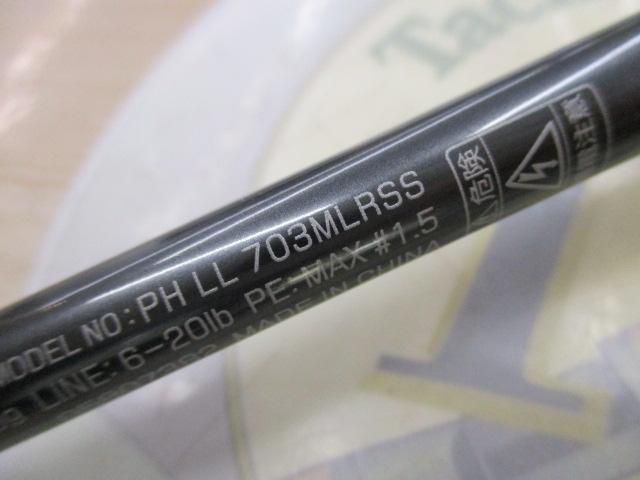 MODEL NO: PH LL 703MLRSS
LINE: 6-20lb PE: MAX #1.5
MADE IN CHINA
危険
注意
Tack